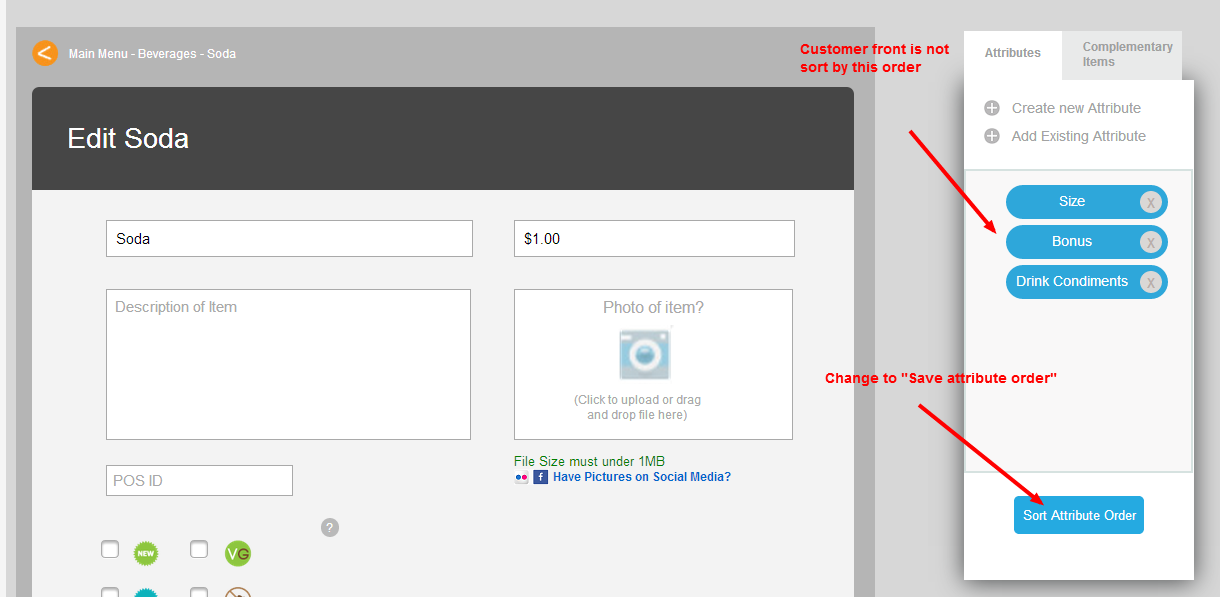 Main Menu - Beverages - Soda
Customer front is not
sort by this order
Attributes
Complementary
Items
Create new Attribute
Add Existing Attribute
Edit Soda
Size X
Bonus X
Drink Condiments X
Soda
$1.00
Description of Item
Photo of item?
(Click to upload or drag
and drop file here)
Change to "Save attribute order"
File Size must under 1MB
f Have Pictures on Social Media?
POS ID
Sort Attribute Order
?
NEW
VG